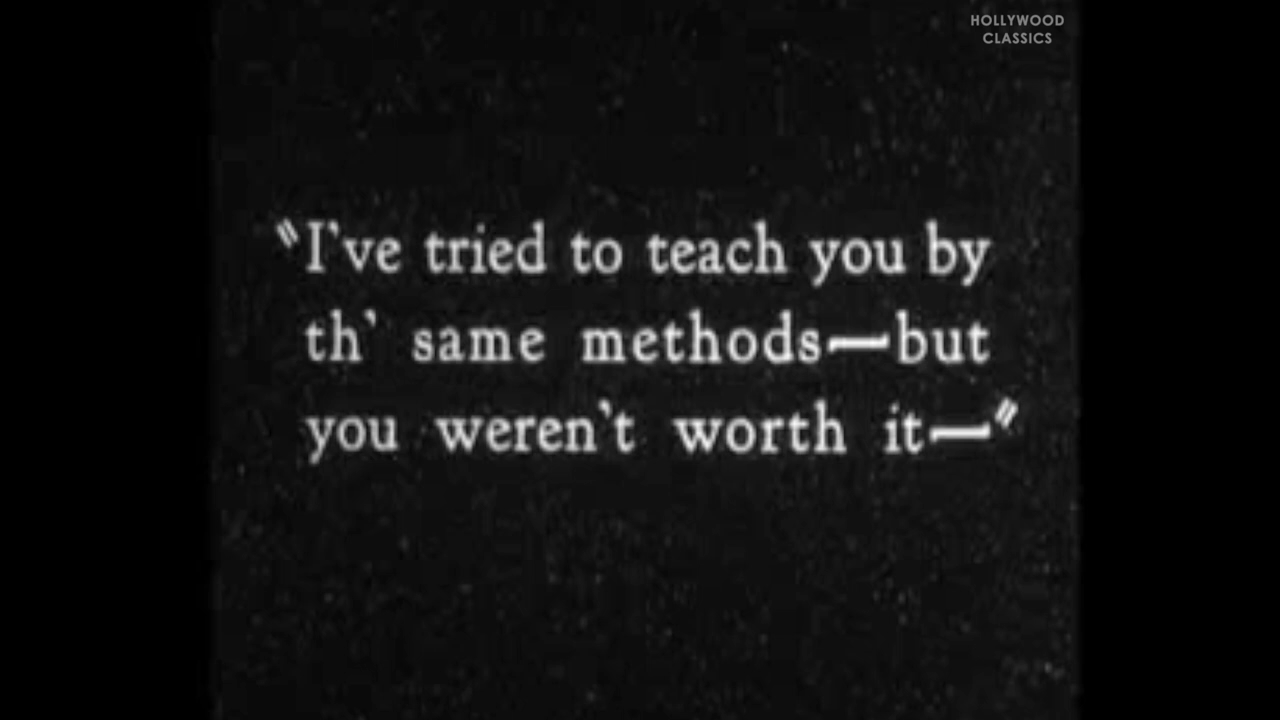 HOLLYWOOD
CLASSICS
"I've tried to teach you by
th' same methods—but
you weren't worth it—"